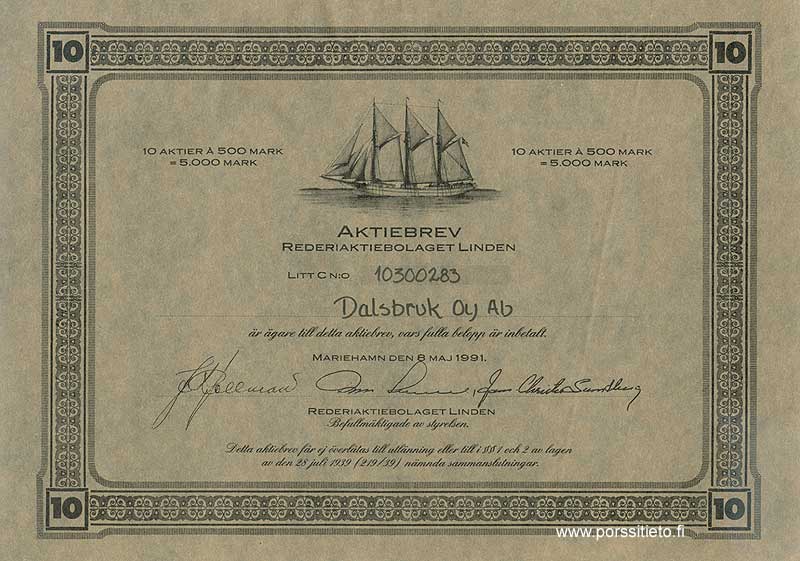 10
10
10 AKTIER À 500 MARK
= 5.000 MARK
10 AKTIER À 500 MARK
= 5.000 MARK
AKTIEBREV
REDERIAKTIEBOLAGET LINDEN
LITT C N:O 10300283
Dalsbruk Oy Ab
är ägare till detta aktiebrev, vars fulla belopp är inbetalt.
MARIEHAMN DEN 8 MAJ 1991.
REDERIAKTIEBOLAGET LINDEN
Befullmäktigade av styrelsen.
Detta aktiebrev får ej överlåtas till utlänning eller till i §§ 1 och 2 av lagen
av den 28 juli 1939 (219/39) nämnda sammanslutningar.
10
10
www.porssitieto.fi